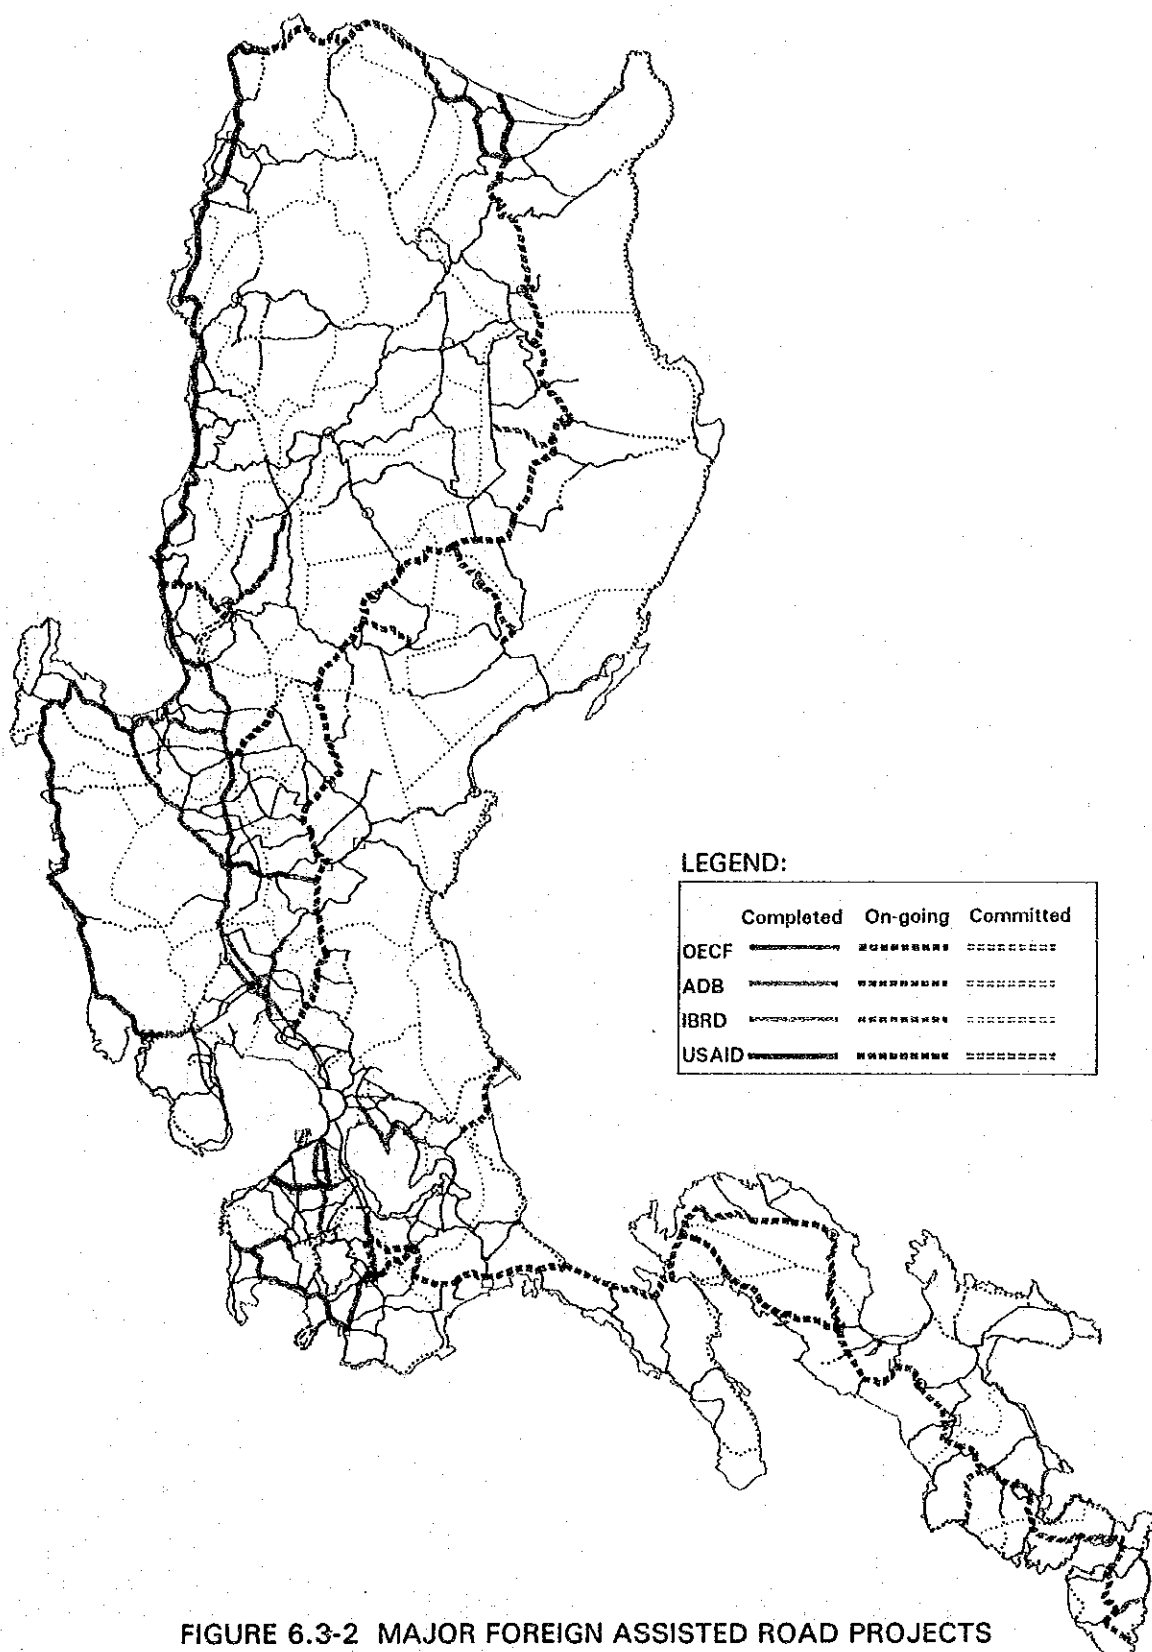 LEGEND:
Completed On-going Committed
OECF
ADB
IBRD
USAID
FIGURE 6.3-2 MAJOR FOREIGN ASSISTED ROAD PROJECTS